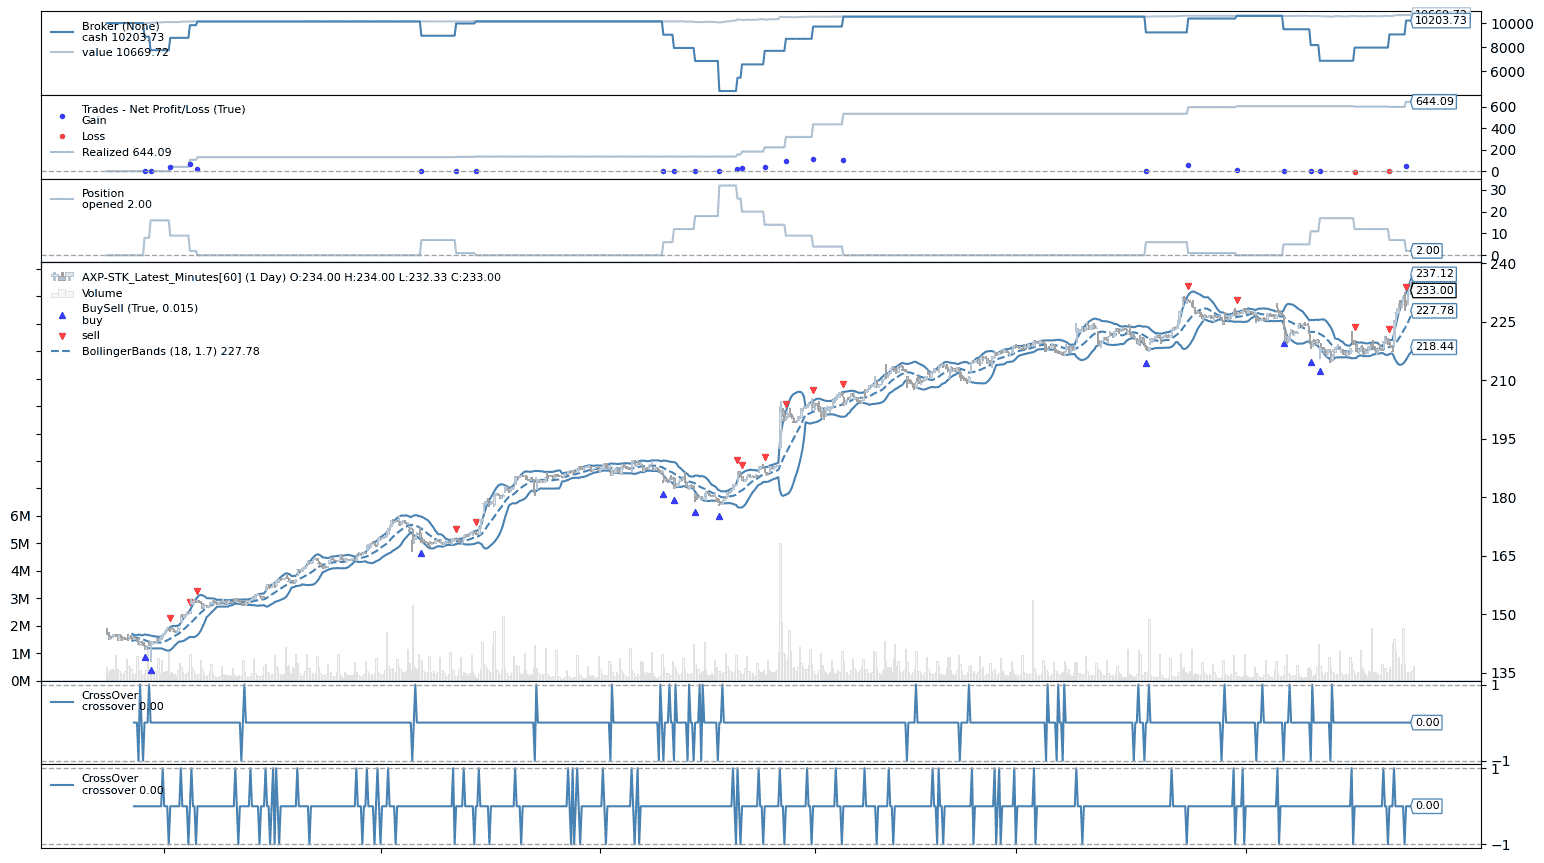 Broker (None)
cash 10203.73
value 10669.72
10669.72
10203.73
10000
8000
6000
Trades - Net Profit/Loss (True)
Gain
Loss
Realized 644.09
644.09
600
400
200
0
Position
opened 2.00
30
20
10
0
2.00
AXP-STK_Latest_Minutes[60] (1 Day) O:234.00 H:234.00 L:232.33 C:233.00
Volume
BuySell (True, 0.015)
buy
sell
BollingerBands (18, 1.7) 227.78
240
237.12
233.00
227.78
218.44
225
210
195
180
165
150
135
6M
5M
4M
3M
2M
1M
0M
CrossOver
crossover 0.00
1
0.00
−1
CrossOver
crossover 0.00
1
0.00
−1